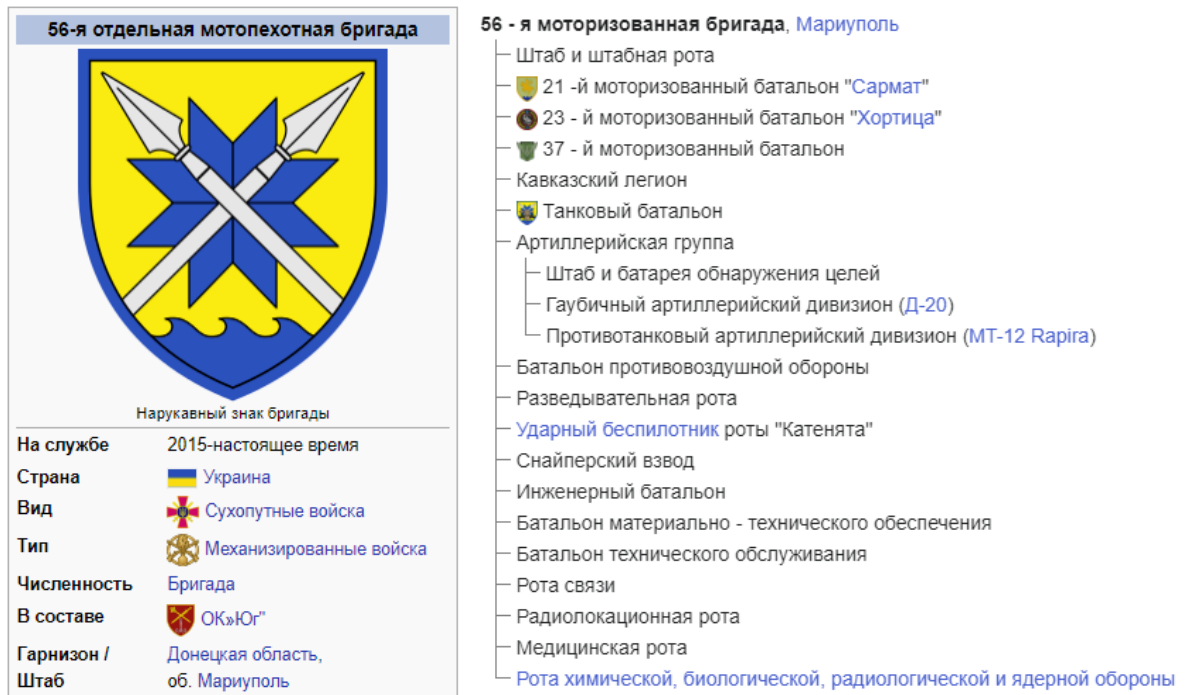 56-я отдельная мотопехотная бригада
Нарукавный знак бригады
На службе 2015-настоящее время
Страна Украина
Вид Сухопутные войска
Тип Механизированные войска
Численность Бригада
В составе ОК»Юг"
Гарнизон / Донецкая область,
Штаб об. Мариуполь
56 - я моторизованная бригада, Мариуполь
Штаб и штабная рота
21 -й моторизованный батальон "Сармат"
23 - й моторизованный батальон "Хортица"
37 - й моторизованный батальон
Кавказский легион
Танковый батальон
Артиллерийская группа
Штаб и батарея обнаружения целей
Гаубичный артиллерийский дивизион (Д-20)
Противотанковый артиллерийский дивизион (МТ-12 Rapira)
Батальон противовоздушной обороны
Разведывательная рота
Ударный беспилотник роты "Катенята"
Снайперский взвод
Инженерный батальон
Батальон материально - технического обеспечения
Батальон технического обслуживания
Рота связи
Радиолокационная рота
Медицинская рота
Рота химической, биологической, радиологической и ядерной обороны